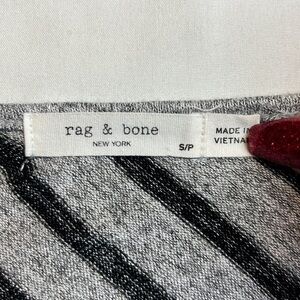 rag & bone
NEW YORK
S/P
MADE IN
VIETNAM